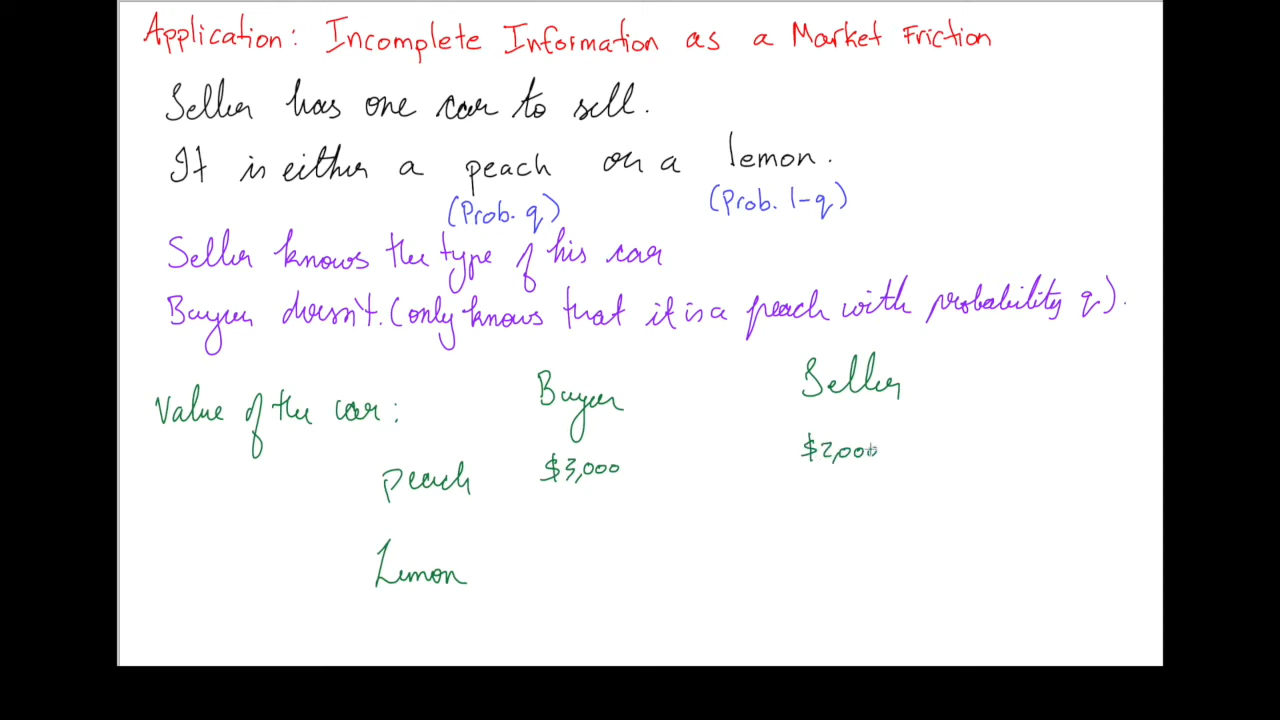 Application: Incomplete Information as a Market Friction
Seller has one car to sell.
It is either a peach or a lemon.
(Prob. q) (Prob. 1-q)
Seller knows the type of his car
Buyer doesn't. (only knows that it is a peach with probability q).
Value of the car: Buyer Seller
peach $3,000 $2,000
Lemon